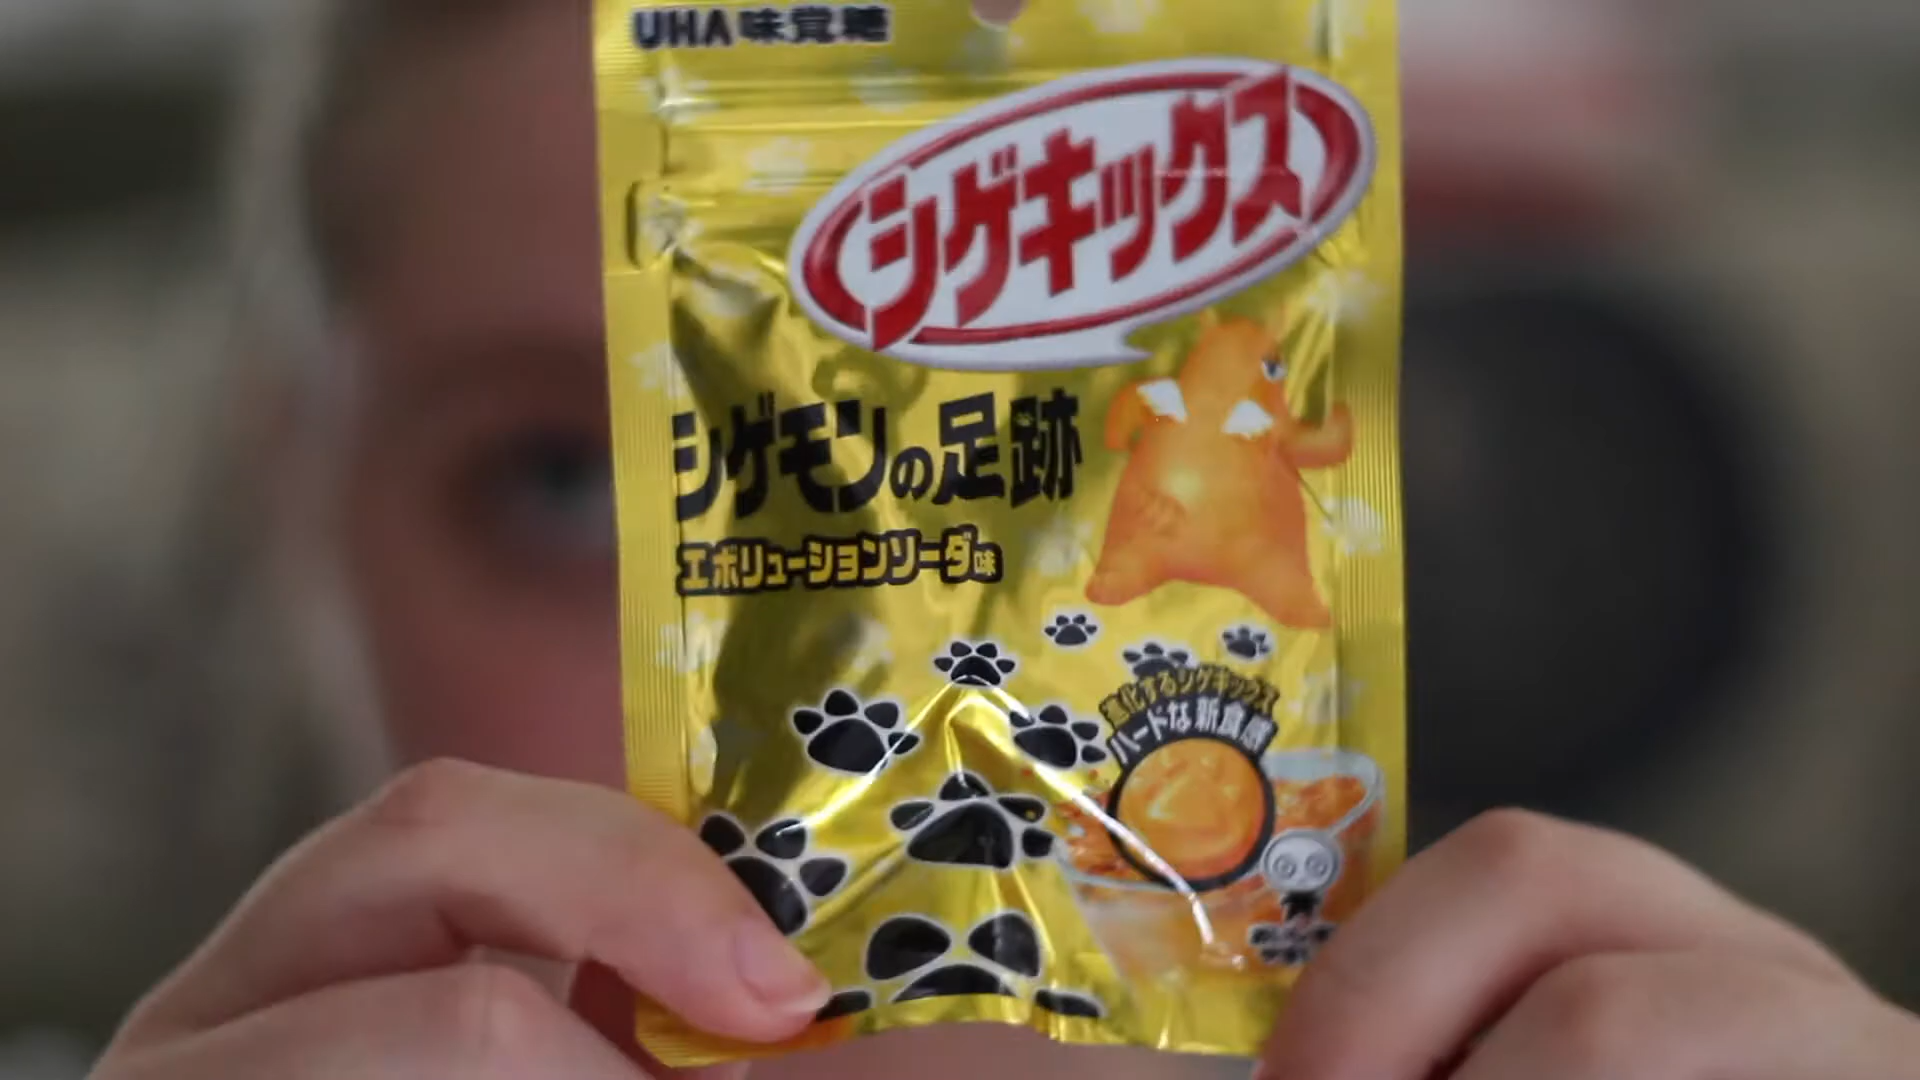 UHA味覚糖
シゲキックス
シゲモンの足跡
エボリューションソーダ味
進化するシゲキックス
ハードな新食感